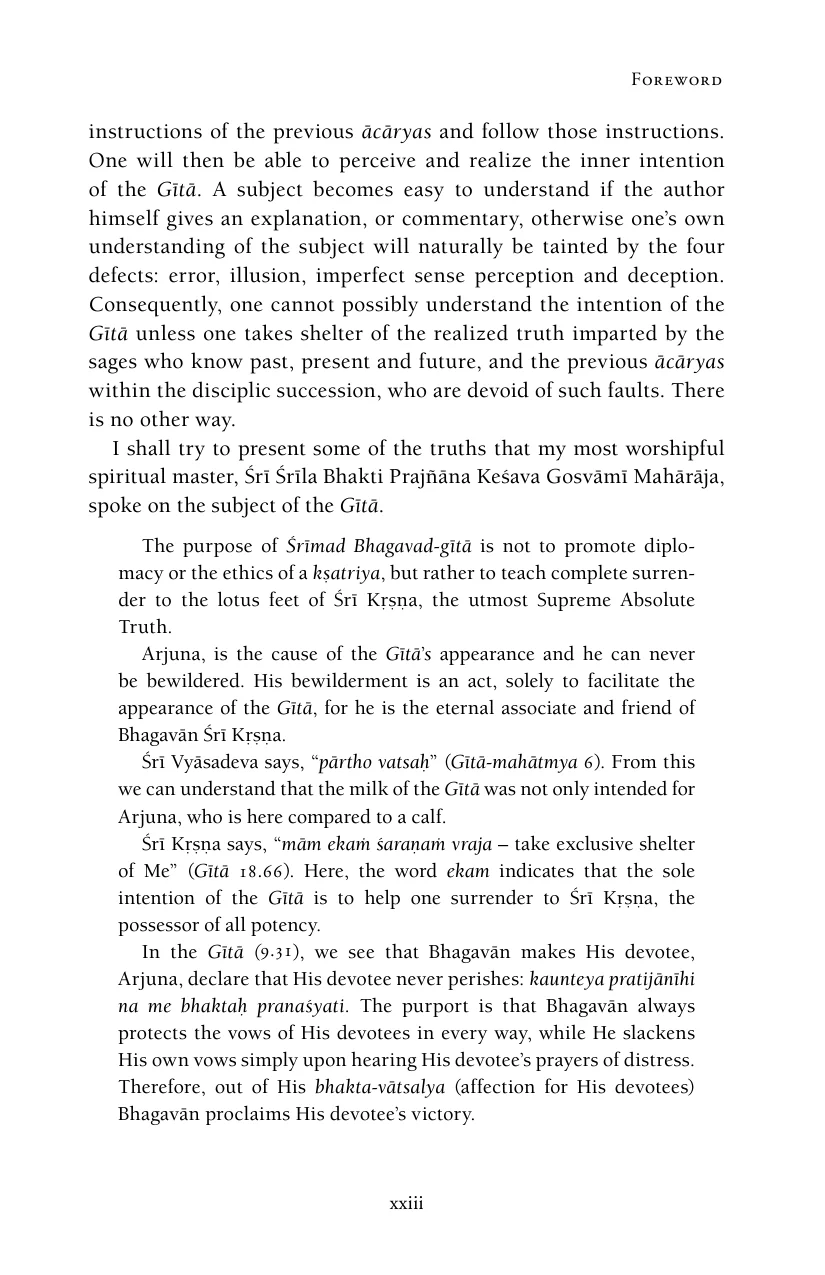 Foreword
instructions of the previous ācāryas and follow those instructions.
One will then be able to perceive and realize the inner intention
of the Gītā. A subject becomes easy to understand if the author
himself gives an explanation, or commentary, otherwise one’s own
understanding of the subject will naturally be tainted by the four
defects: error, illusion, imperfect sense perception and deception.
Consequently, one cannot possibly understand the intention of the
Gītā unless one takes shelter of the realized truth imparted by the
sages who know past, present and future, and the previous ācāryas
within the disciplic succession, who are devoid of such faults. There
is no other way.
I shall try to present some of the truths that my most worshipful
spiritual master, Śrī Śrīla Bhakti Prajñāna Keśava Gosvāmī Mahārāja,
spoke on the subject of the Gītā.
The purpose of Śrīmad Bhagavad-gītā is not to promote diplo-
macy or the ethics of a kṣatriya, but rather to teach complete surren-
der to the lotus feet of Śrī Kṛṣṇa, the utmost Supreme Absolute
Truth.
Arjuna, is the cause of the Gītā’s appearance and he can never
be bewildered. His bewilderment is an act, solely to facilitate the
appearance of the Gītā, for he is the eternal associate and friend of
Bhagavān Śrī Kṛṣṇa.
Śrī Vyāsadeva says, “pārtho vatsaḥ” (Gītā-mahātmya 6). From this
we can understand that the milk of the Gītā was not only intended for
Arjuna, who is here compared to a calf.
Śrī Kṛṣṇa says, “mām ekaṁ śaraṇaṁ vraja – take exclusive shelter
of Me” (Gītā 18.66). Here, the word ekam indicates that the sole
intention of the Gītā is to help one surrender to Śrī Kṛṣṇa, the
possessor of all potency.
In the Gītā (9.31), we see that Bhagavān makes His devotee,
Arjuna, declare that His devotee never perishes: kaunteya pratijānīhi
na me bhaktaḥ pranaśyati. The purport is that Bhagavān always
protects the vows of His devotees in every way, while He slackens
His own vows simply upon hearing His devotee’s prayers of distress.
Therefore, out of His bhakta-vātsalya (affection for His devotees)
Bhagavān proclaims His devotee’s victory.
xxiii